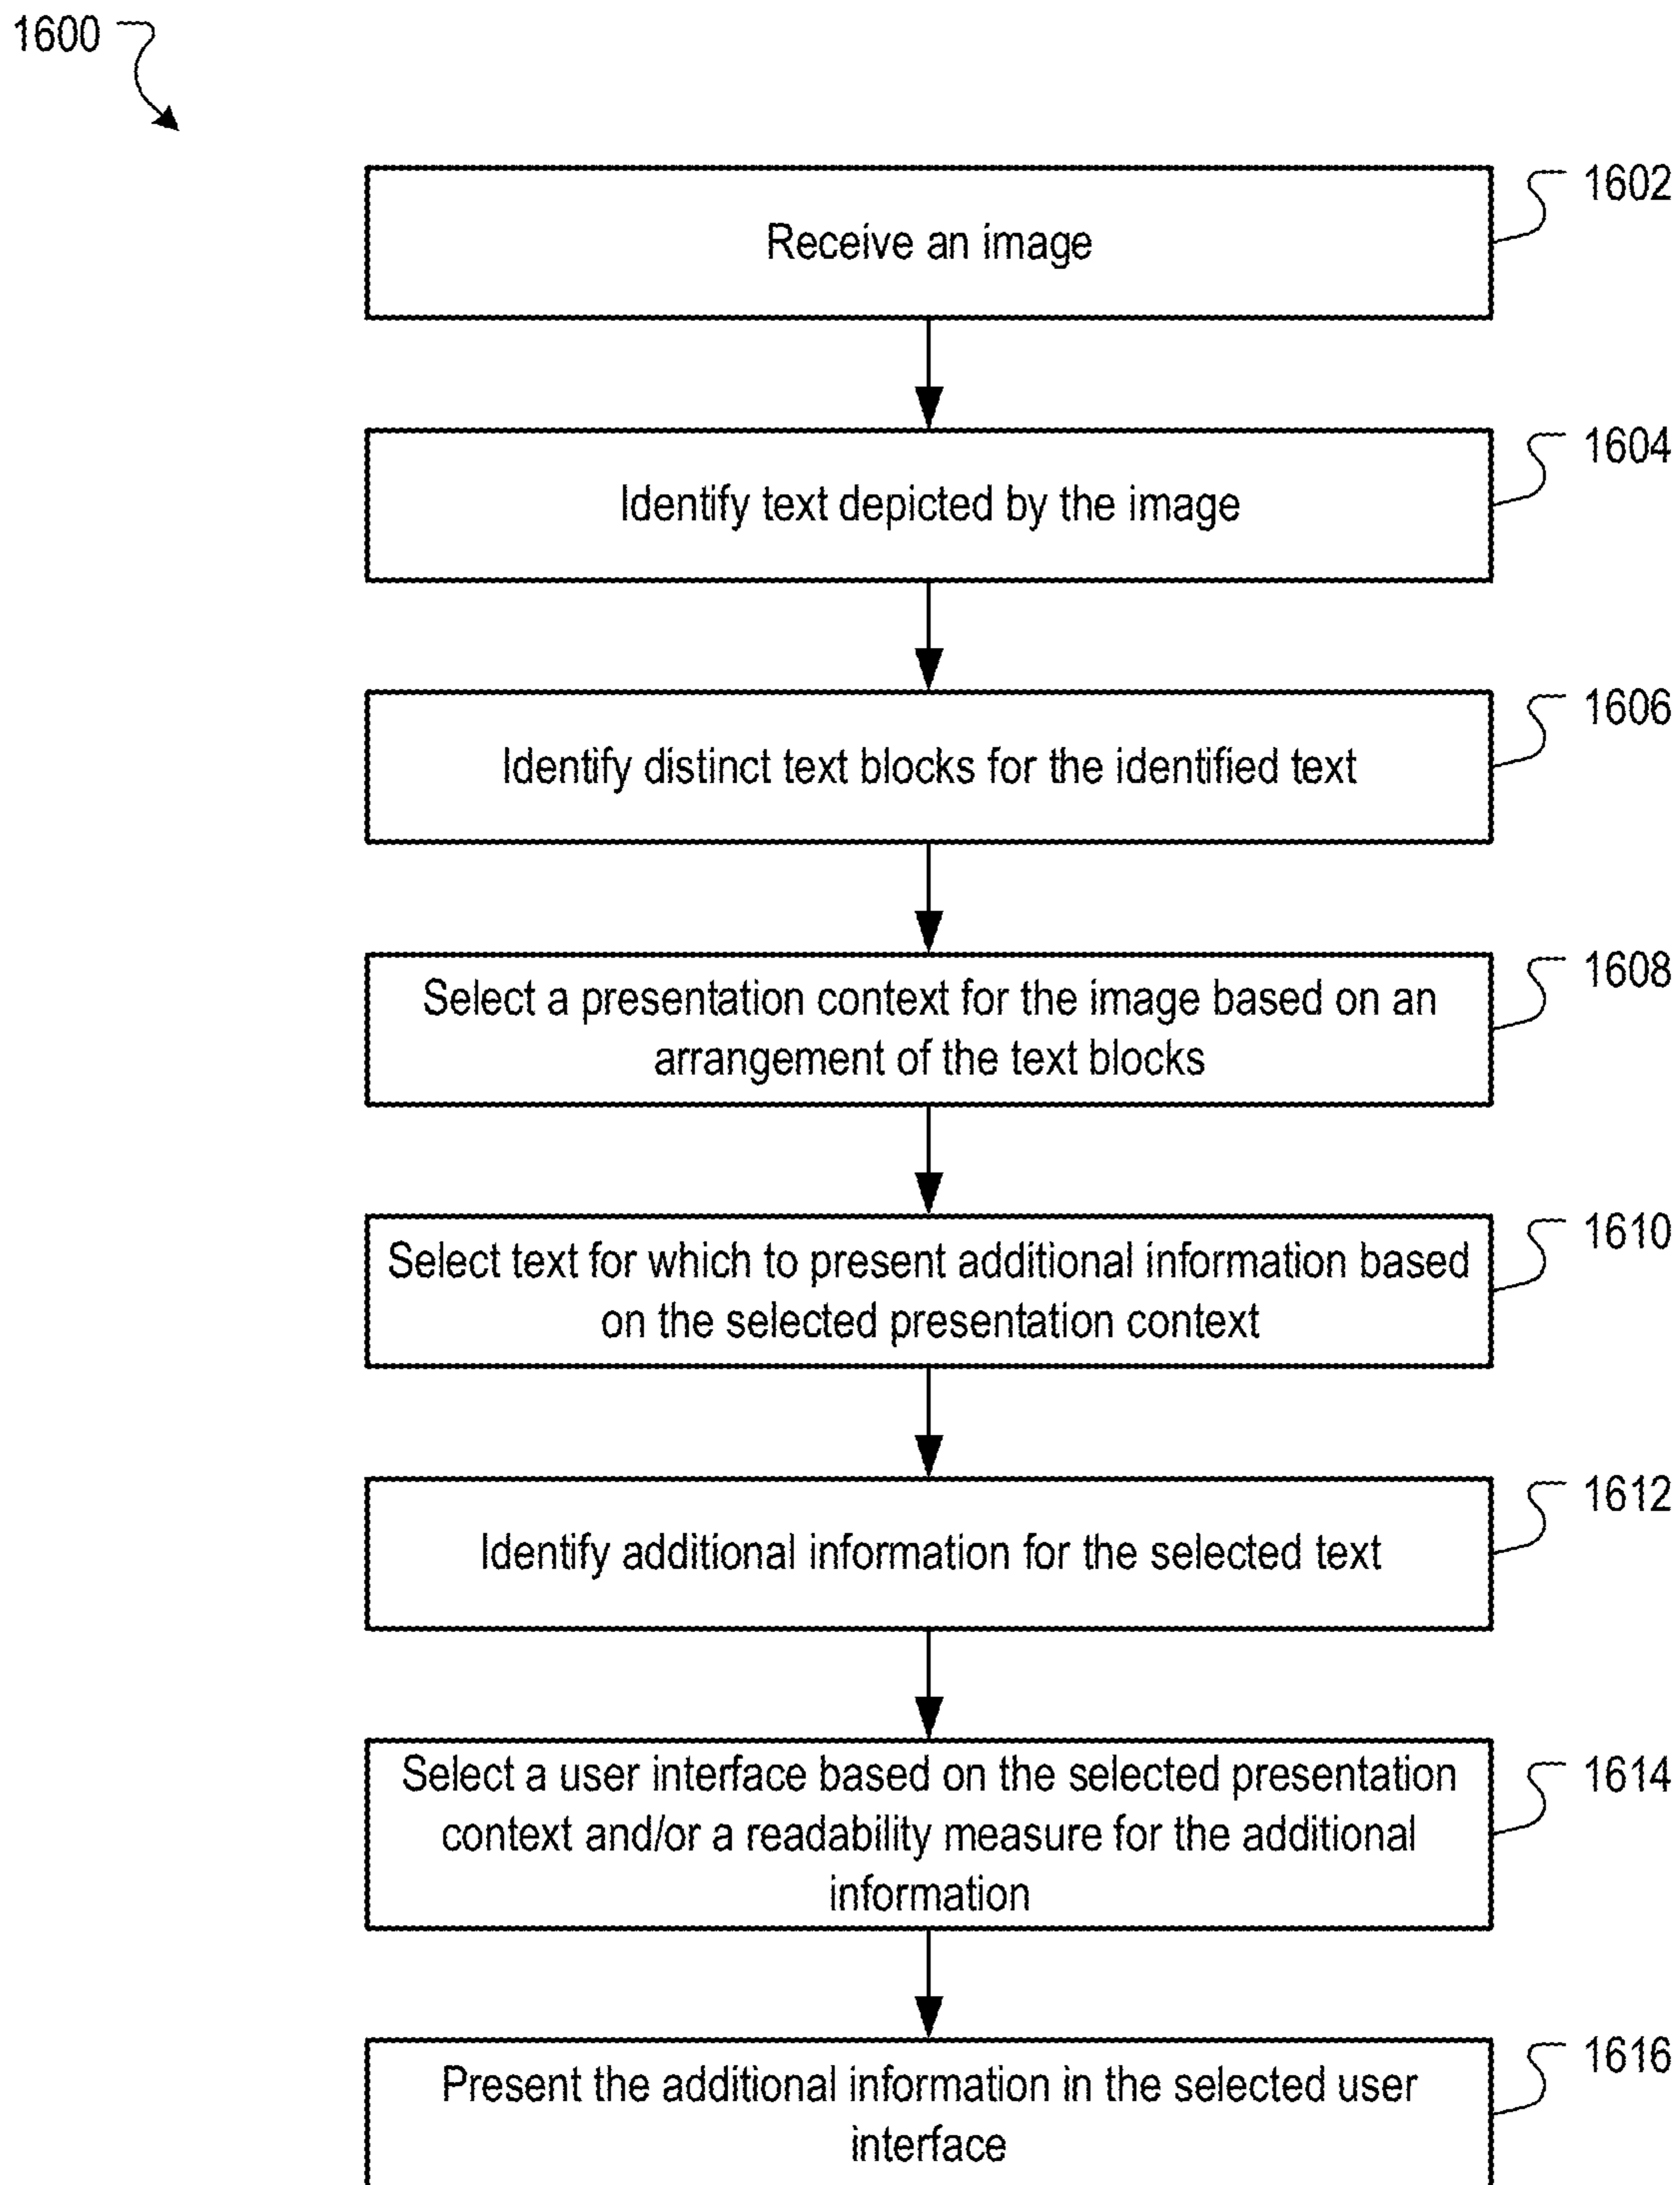 1600
1602
Receive an image
1604
Identify text depicted by the image
1606
Identify distinct text blocks for the identified text
1608
Select a presentation context for the image based on an
arrangement of the text blocks
1610
Select text for which to present additional information based
on the selected presentation context
1612
Identify additional information for the selected text
1614
Select a user interface based on the selected presentation
context and/or a readability measure for the additional
information
1616
Present the additional information in the selected user
interface